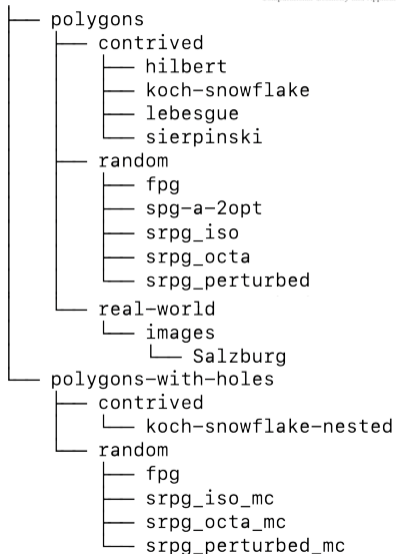 polygons
contrived
hilbert
koch-snowflake
lebesgue
sierpinski
random
fpg
spg-a-2opt
srpg_iso
srpg_octa
srpg_perturbed
real-world
images
Salzburg
polygons-with-holes
contrived
koch-snowflake-nested
random
fpg
srpg_iso_mc
srpg_octa_mc
srpg_perturbed_mc